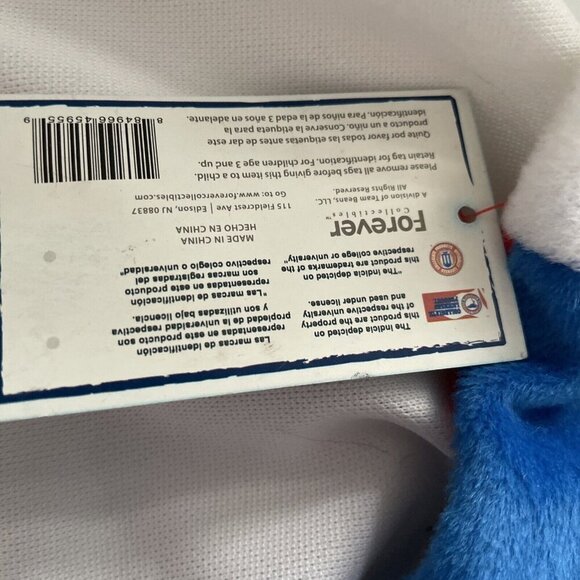 Las marcas de identificación
representadas en este producto son
propiedad de la universidad respectiva
y son utilizadas bajo licencia.
"Las marcas de identificación
representadas en este producto
son marcas registradas del
respectivo colegio o universidad"
The indicia depicted on
this product are the property
of the respective university
and used under license.
"The indicia depicted on
this product are trademarks of the
respective college or university"
MADE IN CHINA
HECHO EN CHINA
115 Fieldcrest Ave | Edison, NJ 08837
Go to: www.forevercollectibles.com
Forever
Collectibles™
A division of Team Beans, LLC.
All Rights Reserved.
Please remove all tags before giving this item to a child.
Retain tag for identification. For children ages 3 and up.
Quite por favor todas las etiquetas antes de dar este
producto a un niño. Conserve la etiqueta para la
identificación. Para niños de la edad 3 años en adelante.
8 84966 45955 9